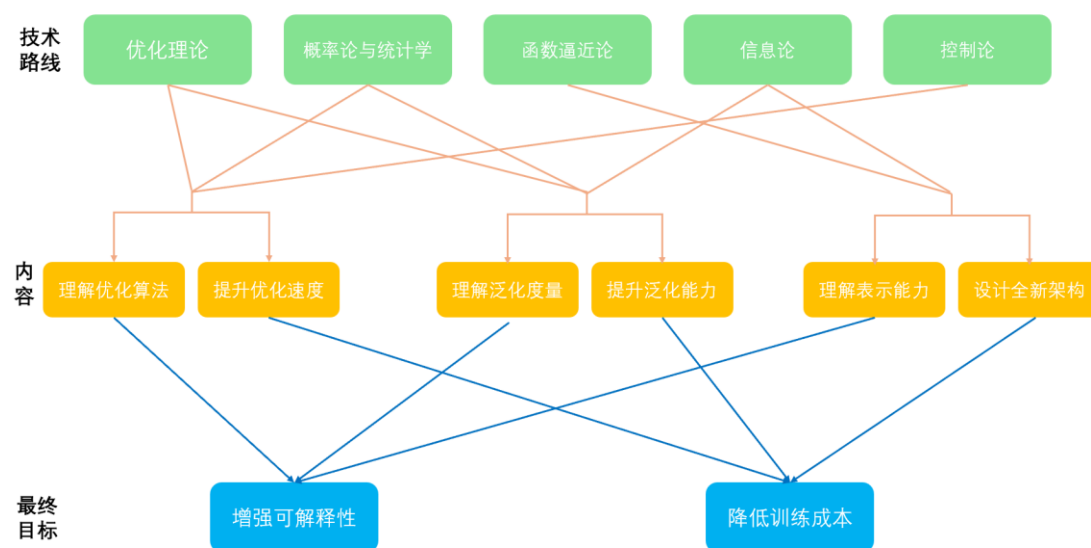 技术
路线
优化理论
概率论与统计学
函数逼近论
信息论
控制论
内
容
理解优化算法
提升优化速度
理解泛化度量
提升泛化能力
理解表示能力
设计全新架构
最终
目标
增强可解释性
降低训练成本